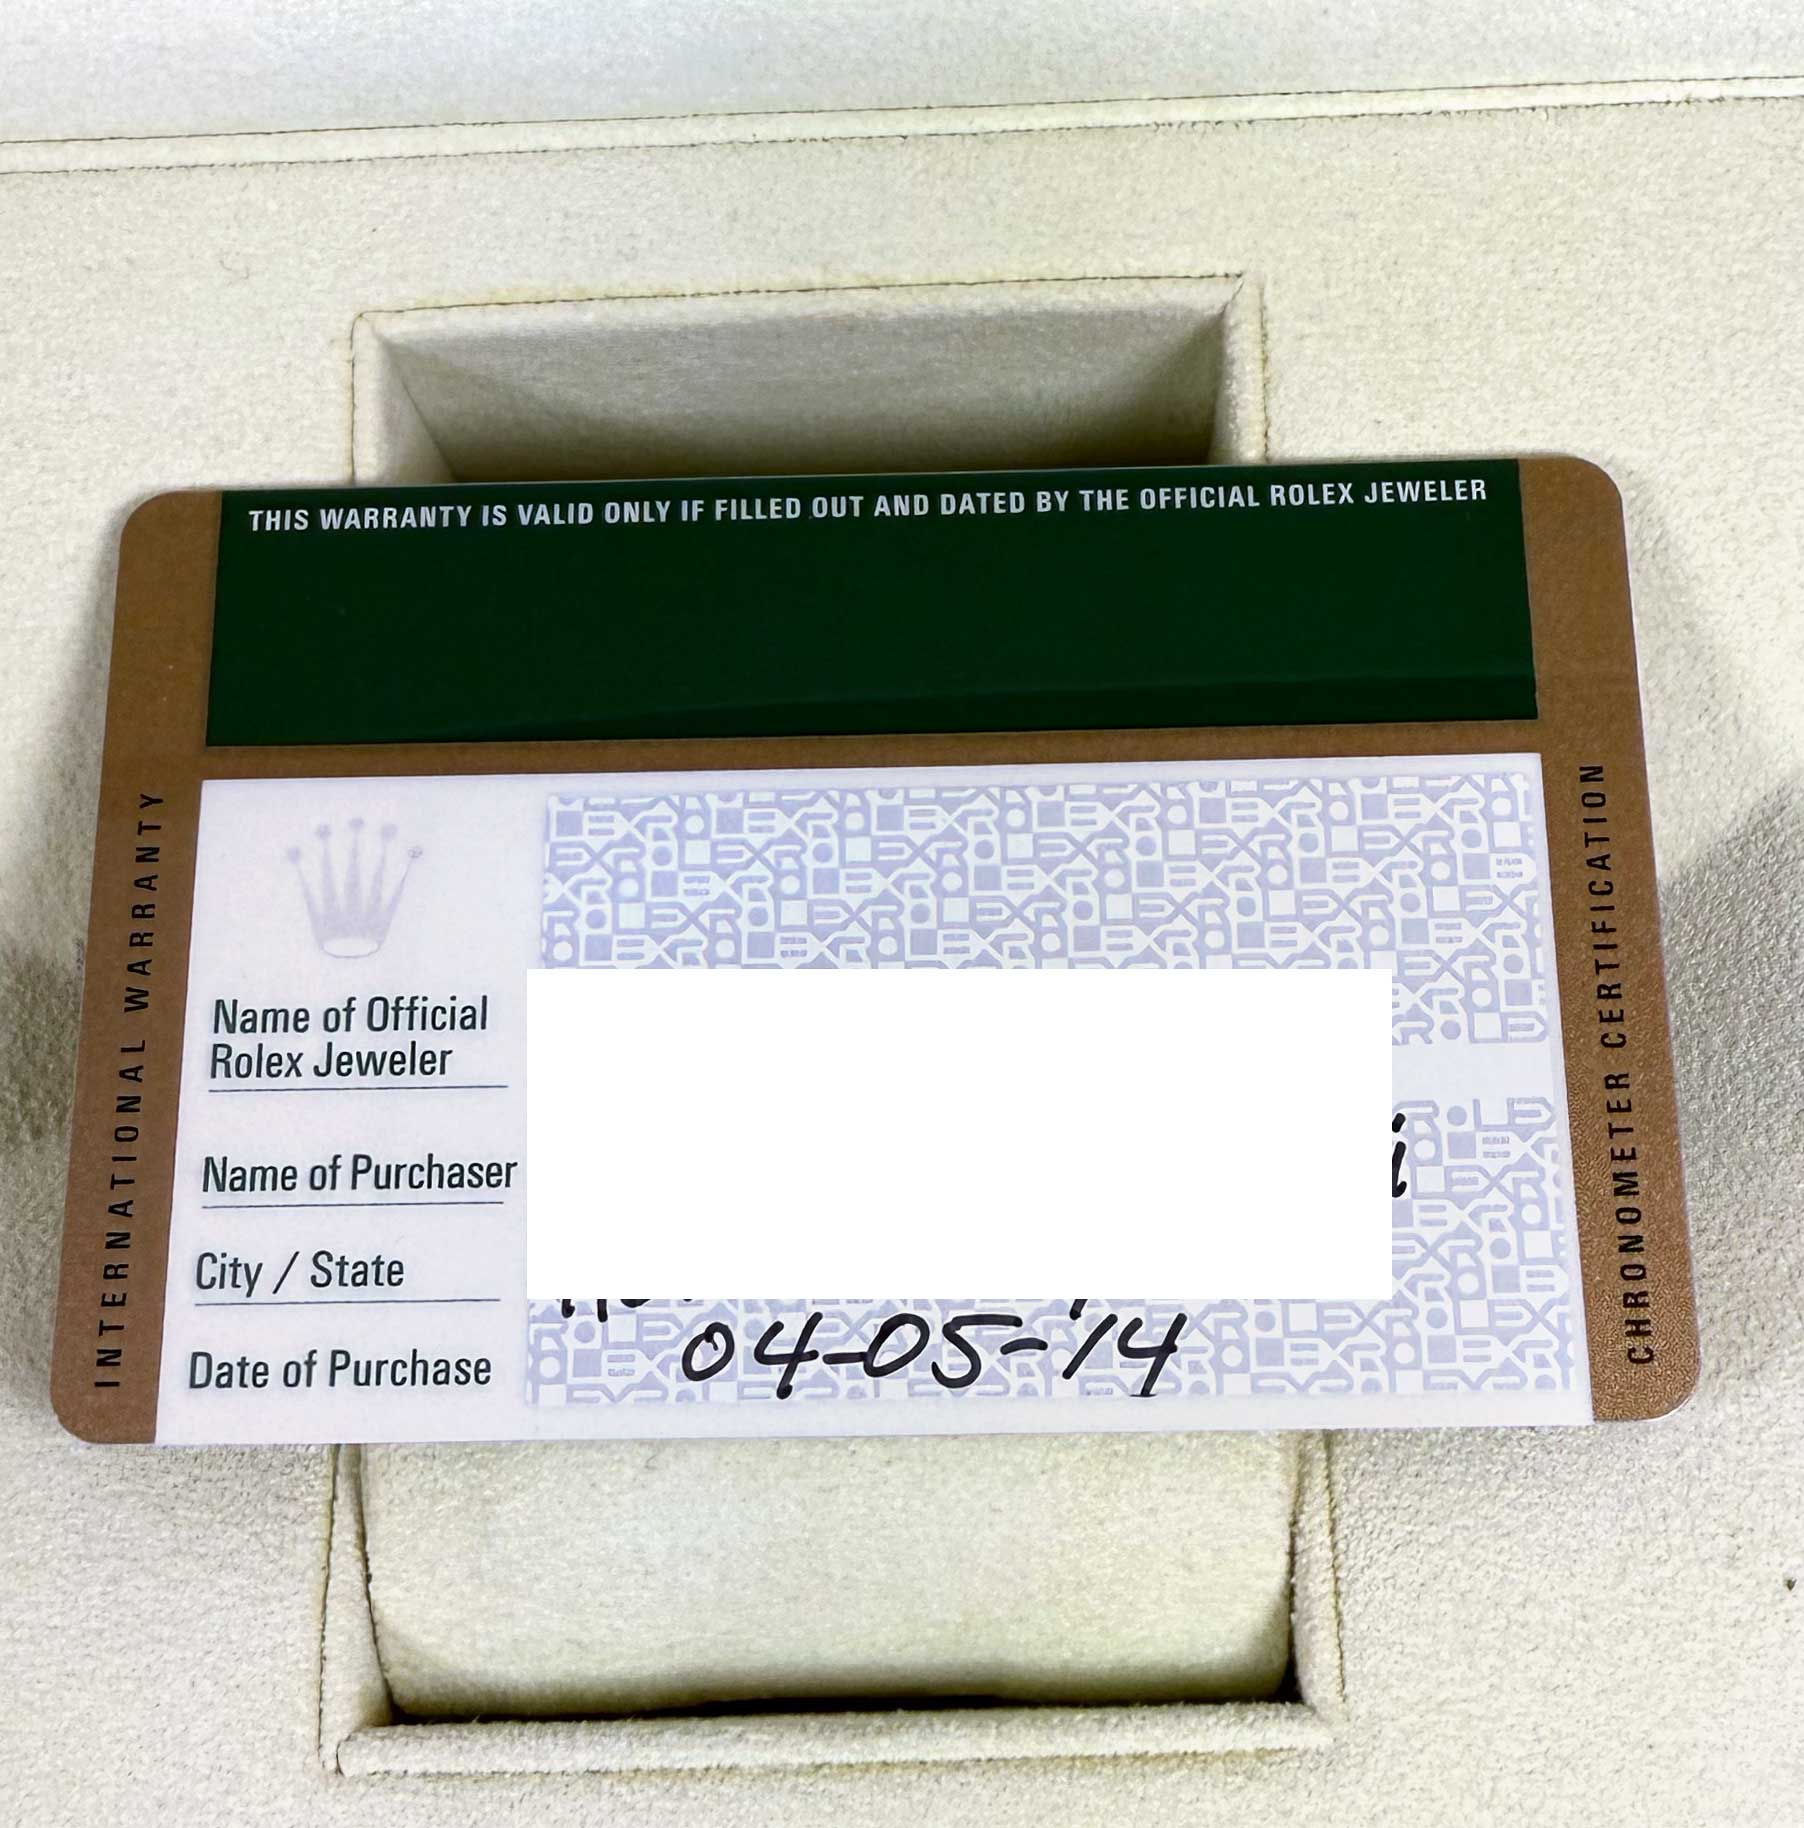 THIS WARRANTY IS VALID ONLY IF FILLED OUT AND DATED BY THE OFFICIAL ROLEX JEWELER
INTERNATIONAL WARRANTY
Name of Official
Rolex Jeweler
Name of Purchaser
City / State
Date of Purchase
04-05-14
CHRONOMETER CERTIFICATION